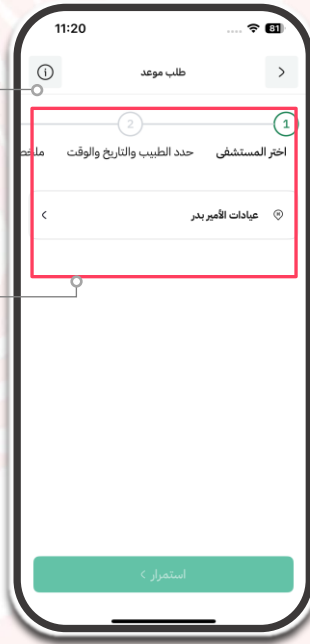 11:20 81
طلب موعد
1 2
اختر المستشفى حدد الطبيب والتاريخ والوقت
عيادات الأمير بدر
استمرار